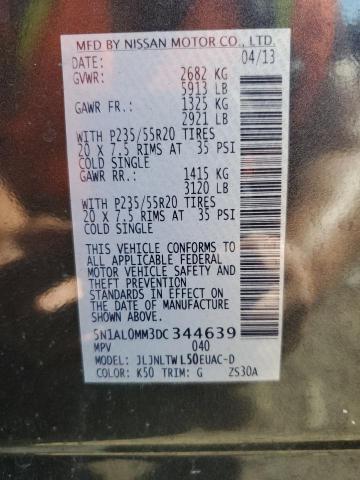 MFD BY NISSAN MOTOR CO., LTD.
DATE: 04/13
GVWR: 2682 KG
5913 LB
GAWR FR.: 1325 KG
2921 LB
WITH P235/55R20 TIRES
20 X 7.5 RIMS AT 35 PSI
COLD SINGLE
GAWR RR.: 1415 KG
3120 LB
WITH P235/55R20 TIRES
20 X 7.5 RIMS AT 35 PSI
COLD SINGLE
THIS VEHICLE CONFORMS TO
ALL APPLICABLE FEDERAL
MOTOR VEHICLE SAFETY AND
THEFT PREVENTION
STANDARDS IN EFFECT ON
THE DATE OF MANUFACTURE
SHOWN ABOVE.
5N1AL0MM3DC344639
MPV 040
MODEL: JLJNLTWL50EUAC-D
COLOR: K50 TRIM: G ZS30A